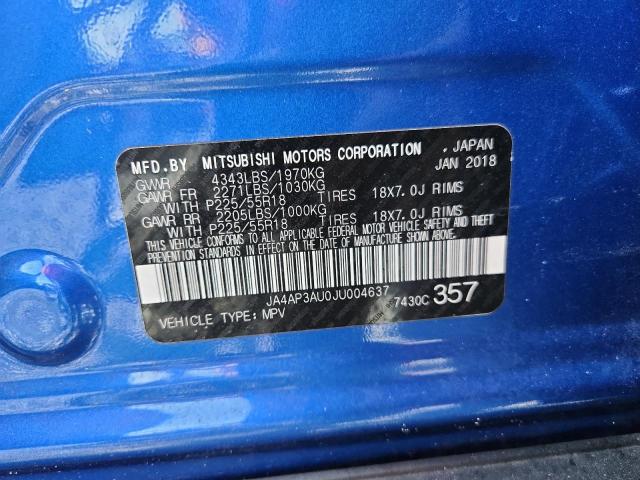 MFD.BY MITSUBISHI MOTORS CORPORATION , JAPAN
GVWR 4343LBS/1970KG JAN 2018
GAWR FR 2271LBS/1030KG
WITH P225/55R18 TIRES 18X7.0J RIMS
GAWR RR 2205LBS/1000KG
WITH P225/55R18 TIRES 18X7.0J RIMS
THIS VEHICLE CONFORMS TO ALL APPLICABLE FEDERAL MOTOR VEHICLE SAFETY AND THEFT
PREVENTION STANDARDS IN EFFECT ON THE DATE OF MANUFACTURE SHOWN ABOVE.
JA4AP3AU0JU004637
VEHICLE TYPE: MPV 7430C 357